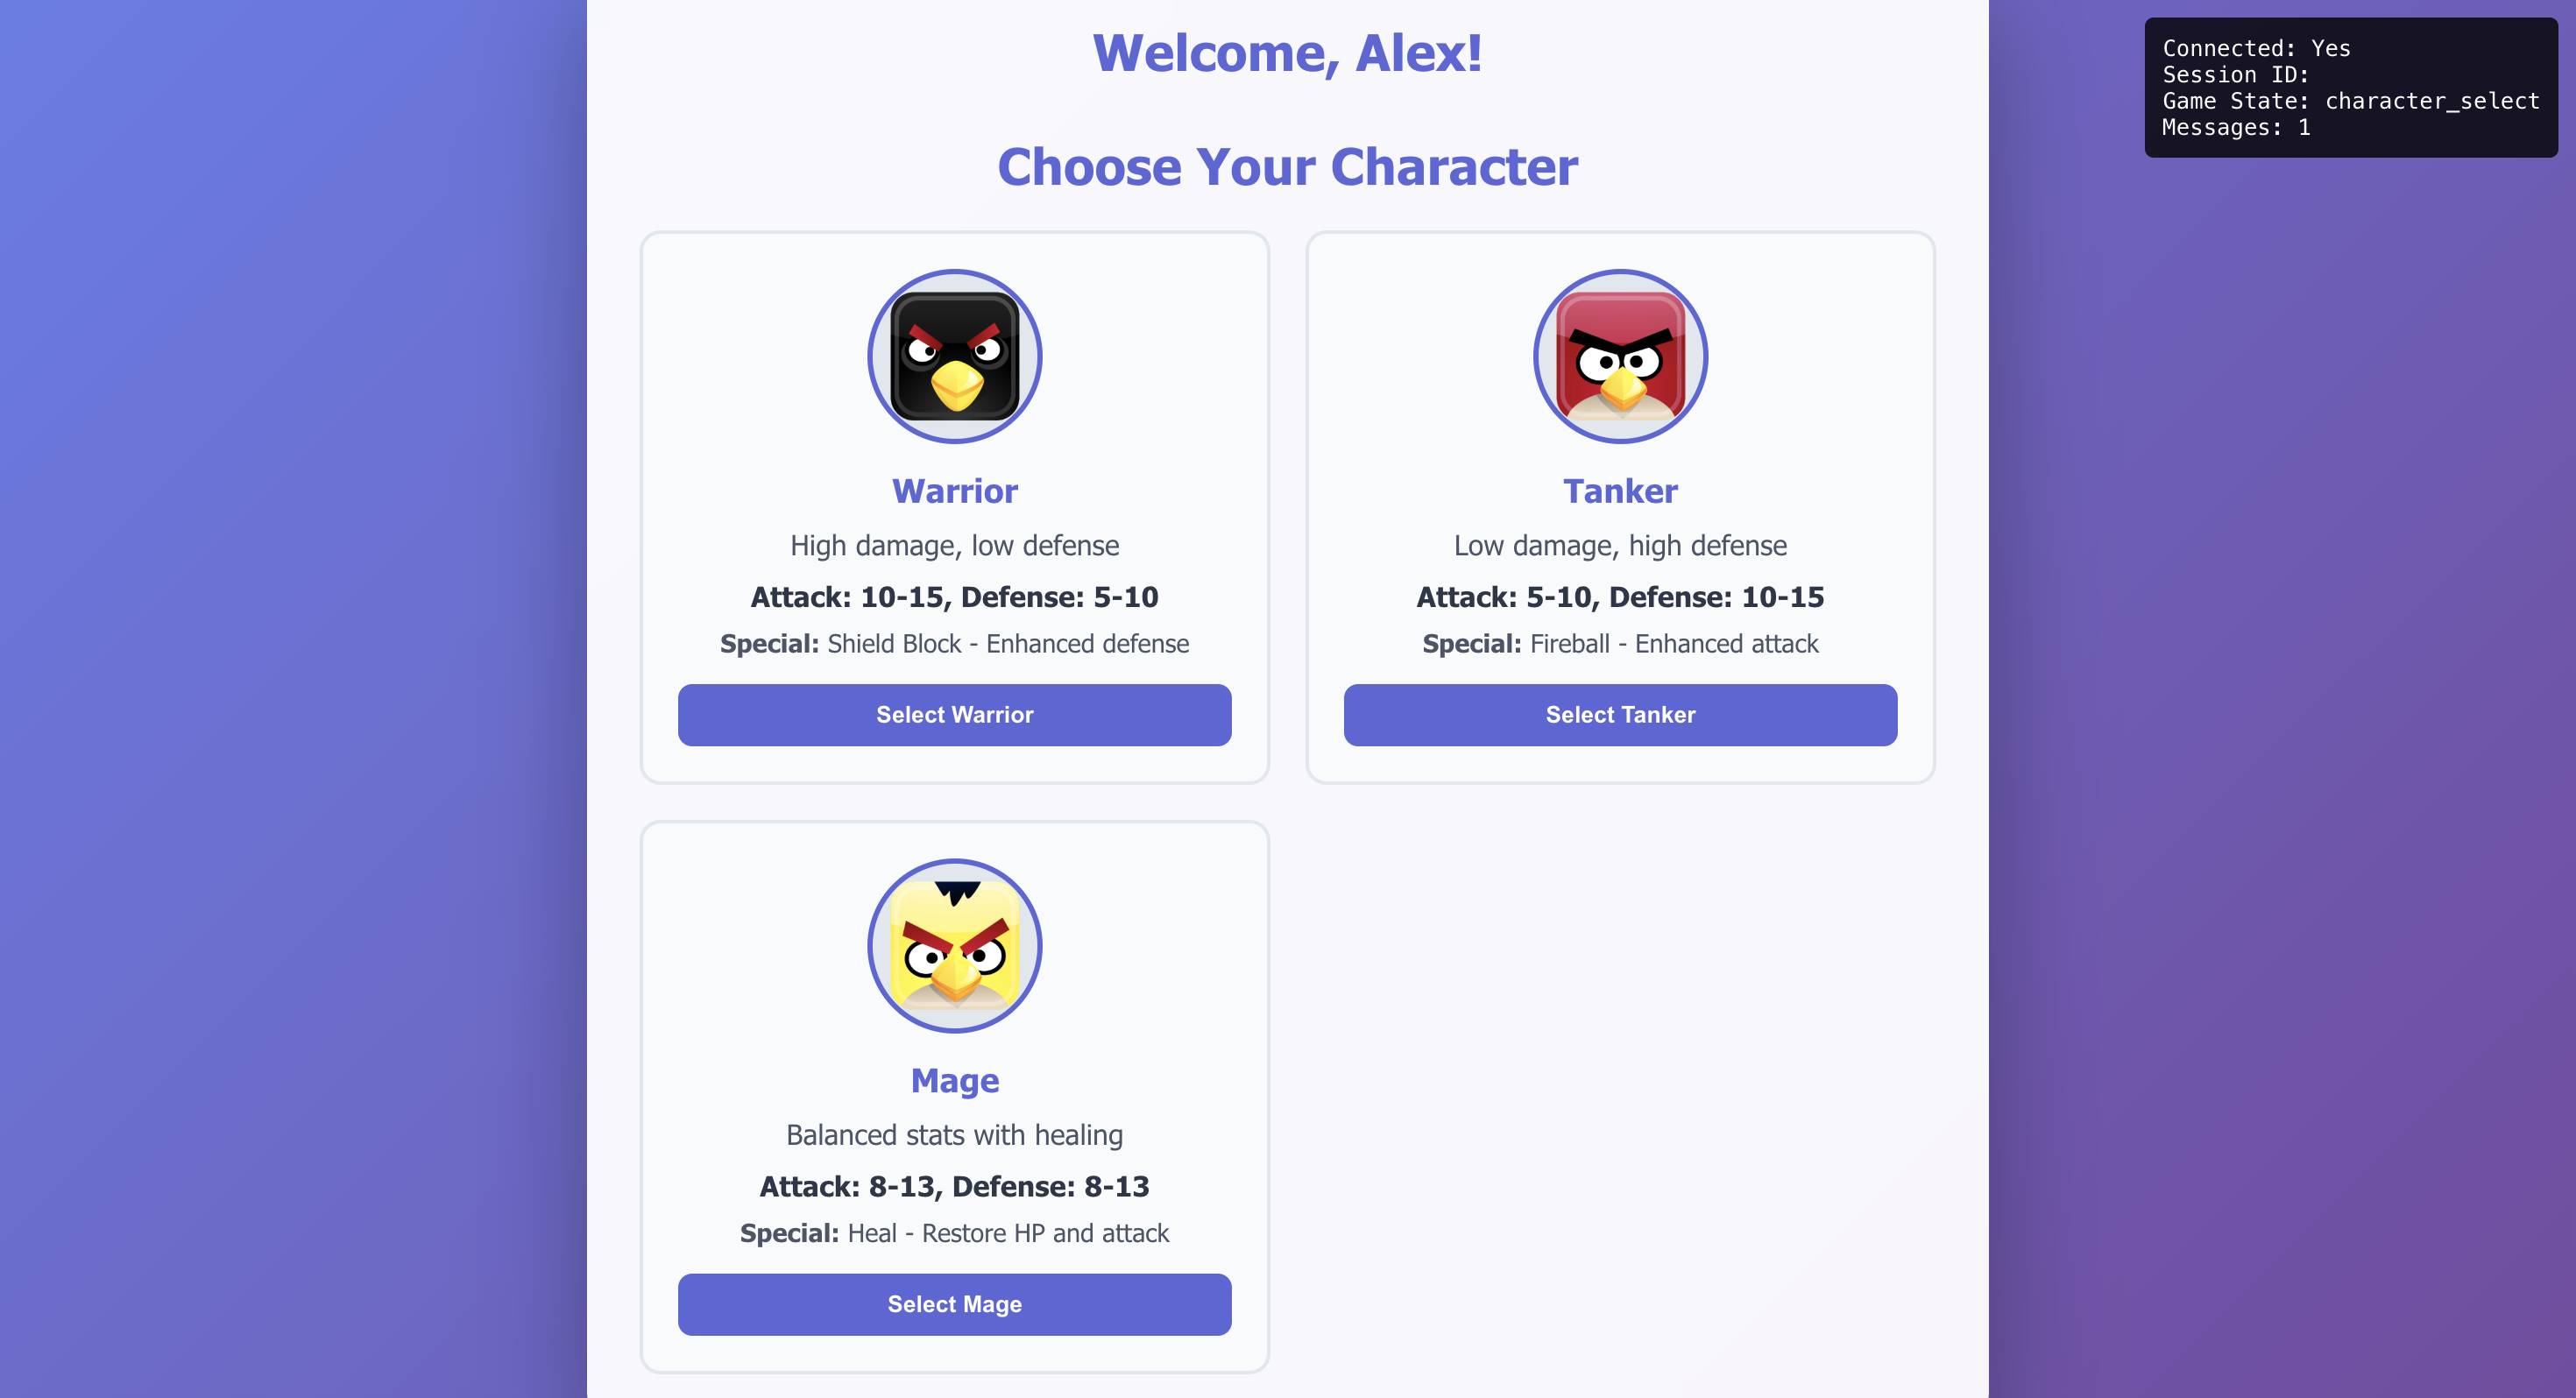 Welcome, Alex!
Choose Your Character
Warrior
High damage, low defense
Attack: 10-15, Defense: 5-10
Special: Shield Block - Enhanced defense
Select Warrior
Tanker
Low damage, high defense
Attack: 5-10, Defense: 10-15
Special: Fireball - Enhanced attack
Select Tanker
Mage
Balanced stats with healing
Attack: 8-13, Defense: 8-13
Special: Heal - Restore HP and attack
Select Mage
Connected: Yes
Session ID:
Game State: character_select
Messages: 1